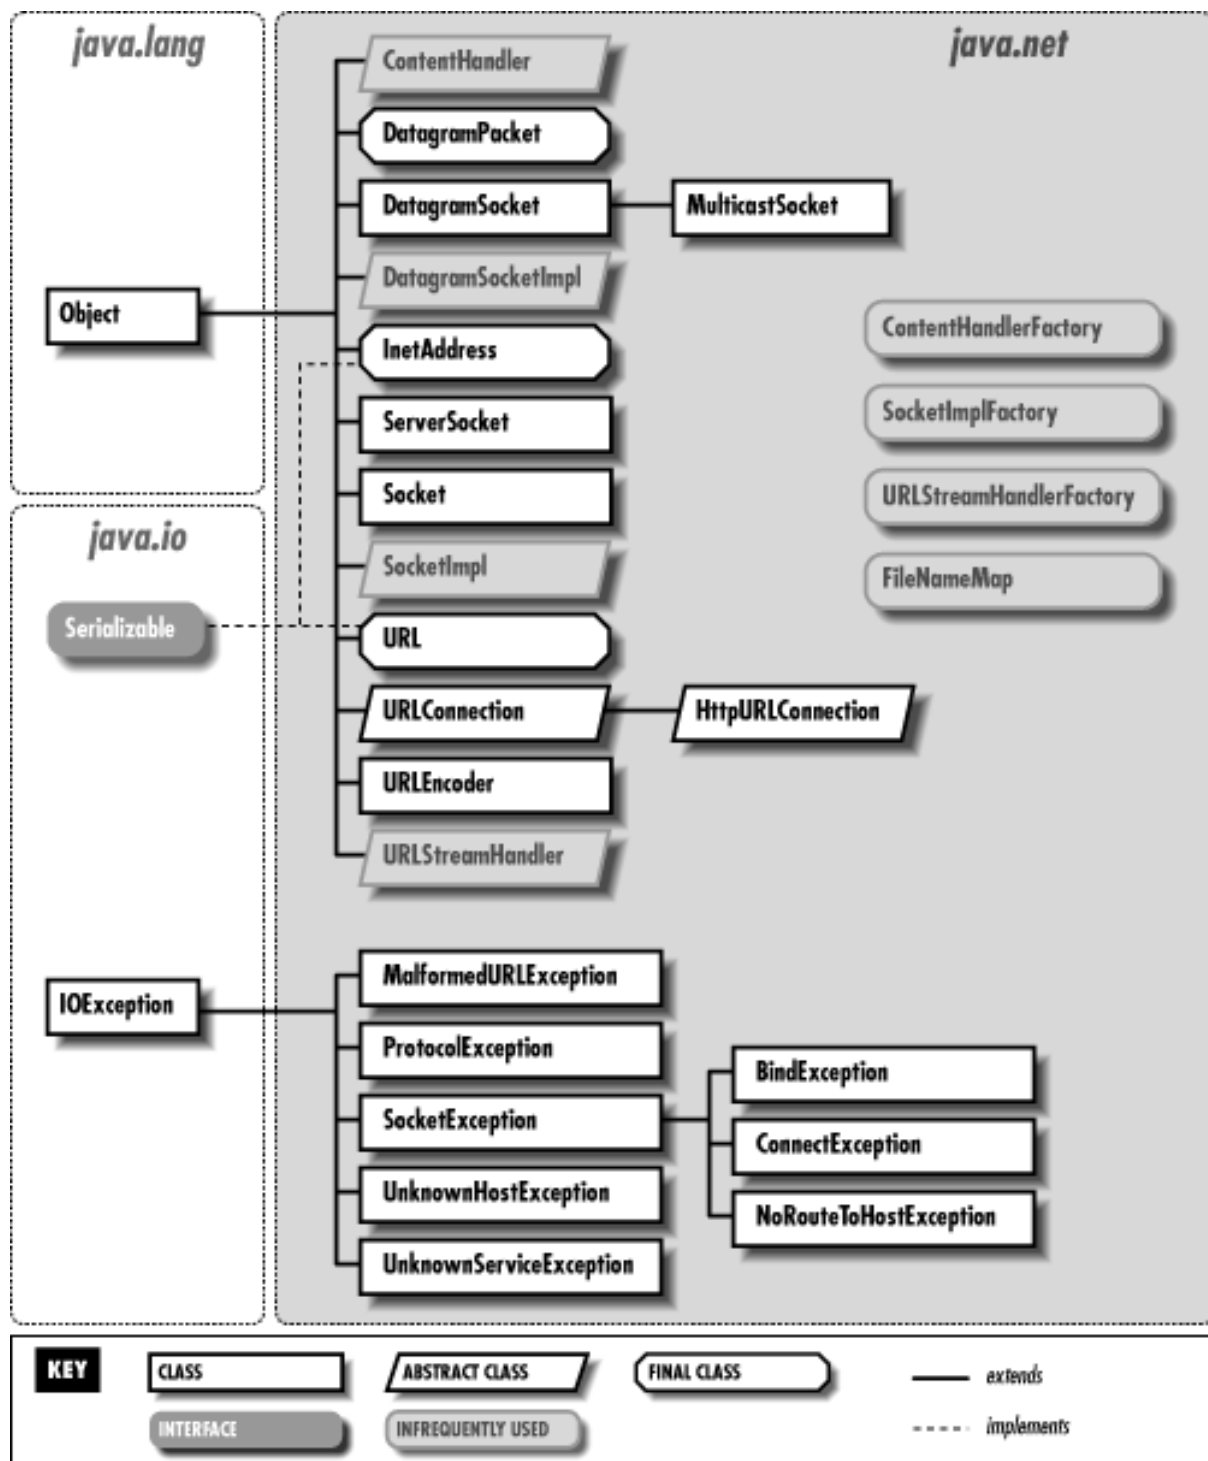 java.lang
java.net
ContentHandler
DatagramPacket
DatagramSocket
MulticastSocket
DatagramSocketImpl
Object
ContentHandlerFactory
InetAddress
SocketImplFactory
ServerSocket
Socket
URLStreamHandlerFactory
java.io
SocketImpl
FileNameMap
Serializable
URL
URLConnection
HttpURLConnection
URLEncoder
URLStreamHandler
MalformedURLException
IOException
ProtocolException
BindException
SocketException
ConnectException
UnknownHostException
NoRouteToHostException
UnknownServiceException
KEY
CLASS
ABSTRACT CLASS
FINAL CLASS
extends
INTERFACE
INFREQUENTLY USED
implements